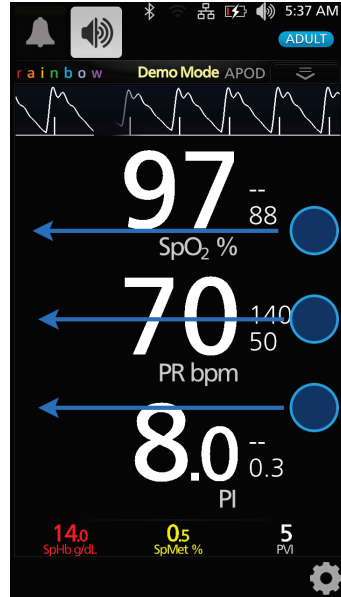 5:37 AM
ADULT
rainbow Demo Mode APOD
97
--
88
SpO₂ %
70
140
50
PR bpm
8.0
--
0.3
PI
14.0 0.5 5
SpHb g/dL SpMet % PVI